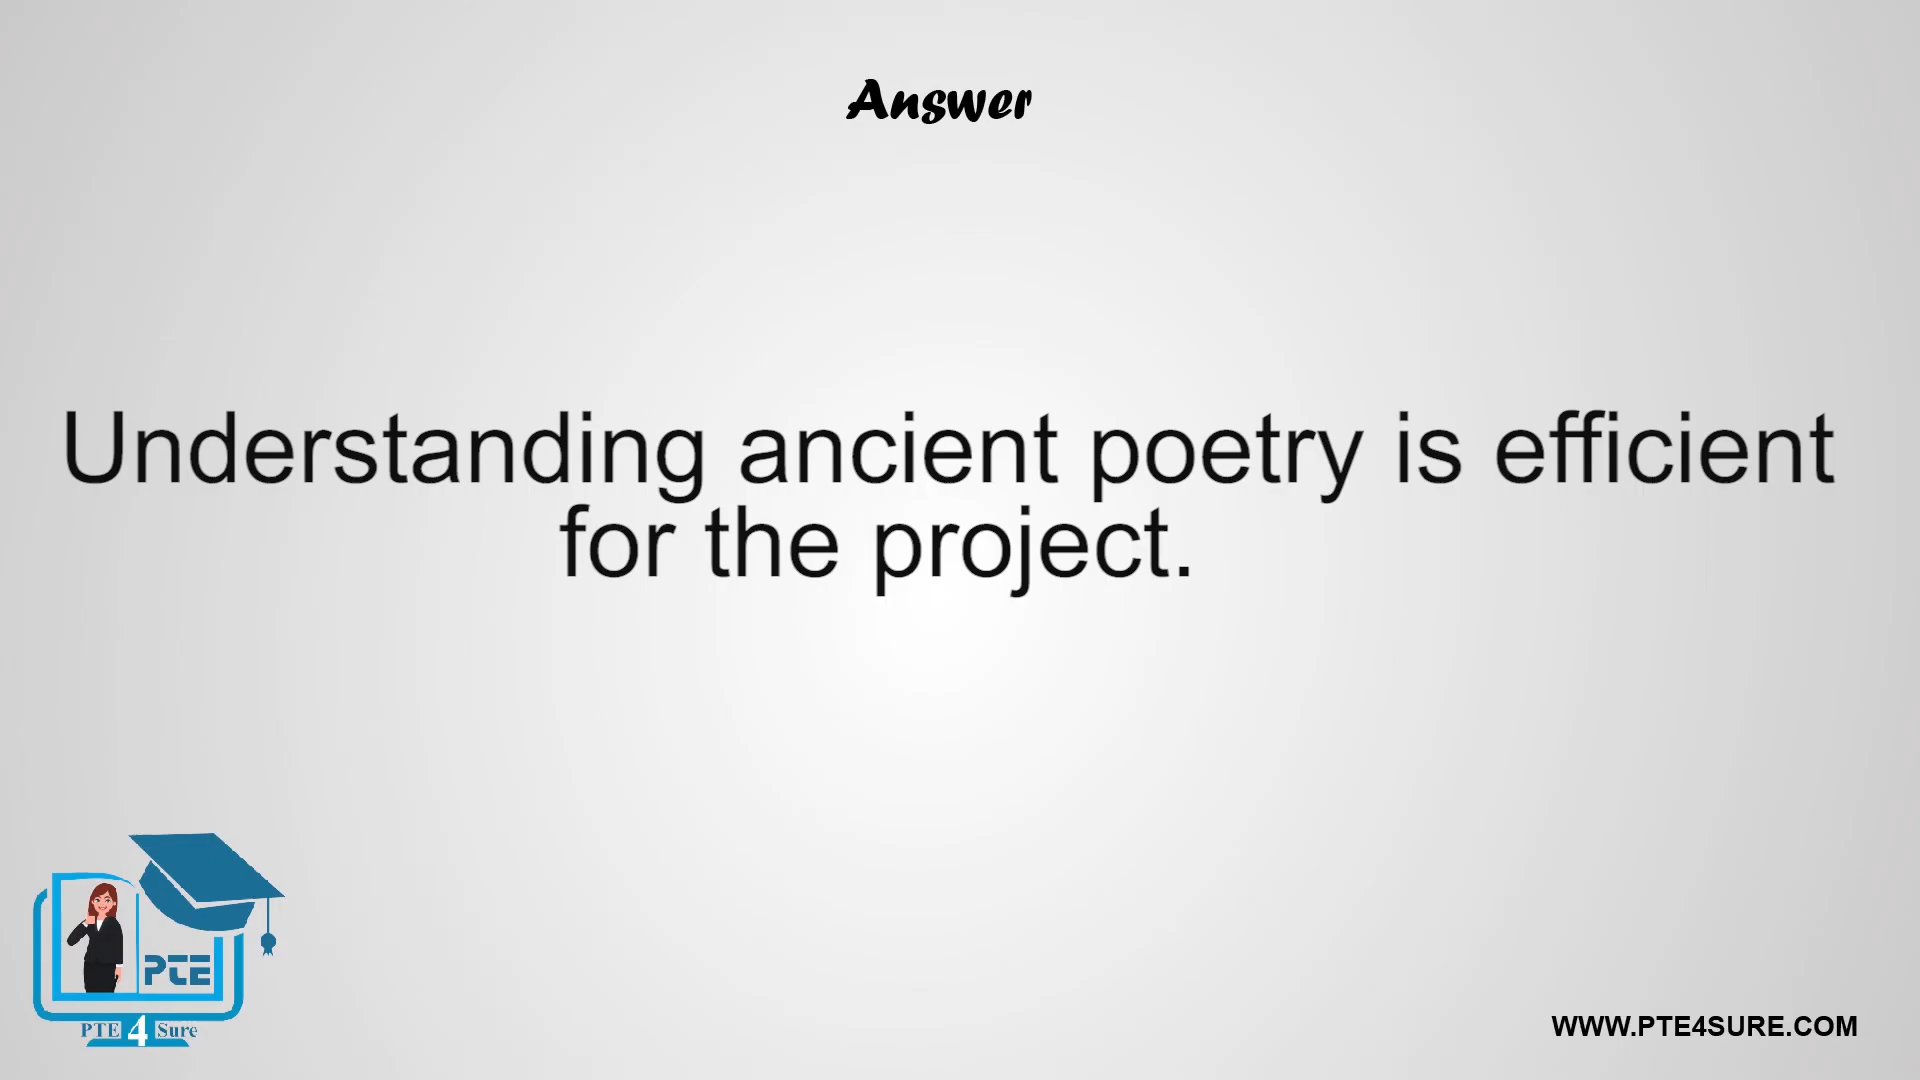 Answer
Understanding ancient poetry is efficient
for the project.
PTE
PTE 4 Sure
WWW.PTE4SURE.COM